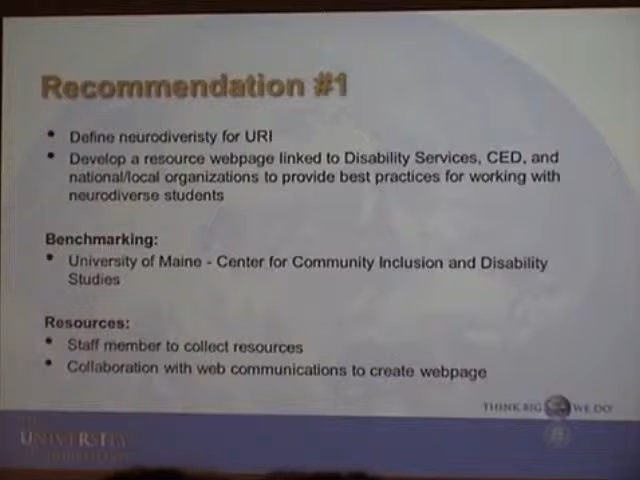 Recommendation #1
• Define neurodiveristy for URI
• Develop a resource webpage linked to Disability Services, CED, and
national/local organizations to provide best practices for working with
neurodiverse students
Benchmarking:
• University of Maine - Center for Community Inclusion and Disability
Studies
Resources:
• Staff member to collect resources
• Collaboration with web communications to create webpage
THINK BIG WE DO
UNIVERSITY